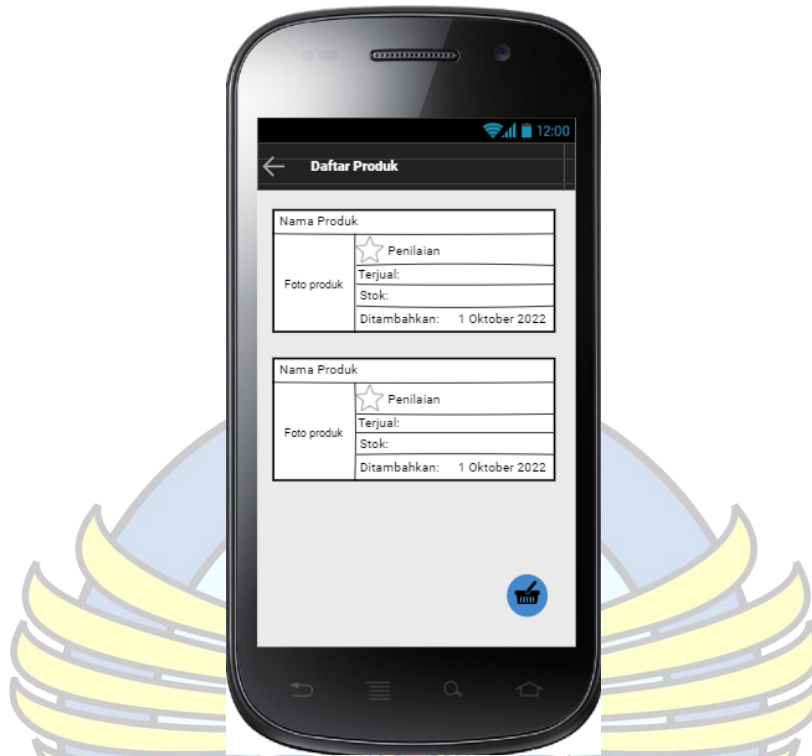 12:00
Daftar Produk
Nama Produk
Foto produk
Penilaian
Terjual:
Stok:
Ditambahkan: 1 Oktober 2022
Nama Produk
Foto produk
Penilaian
Terjual:
Stok:
Ditambahkan: 1 Oktober 2022